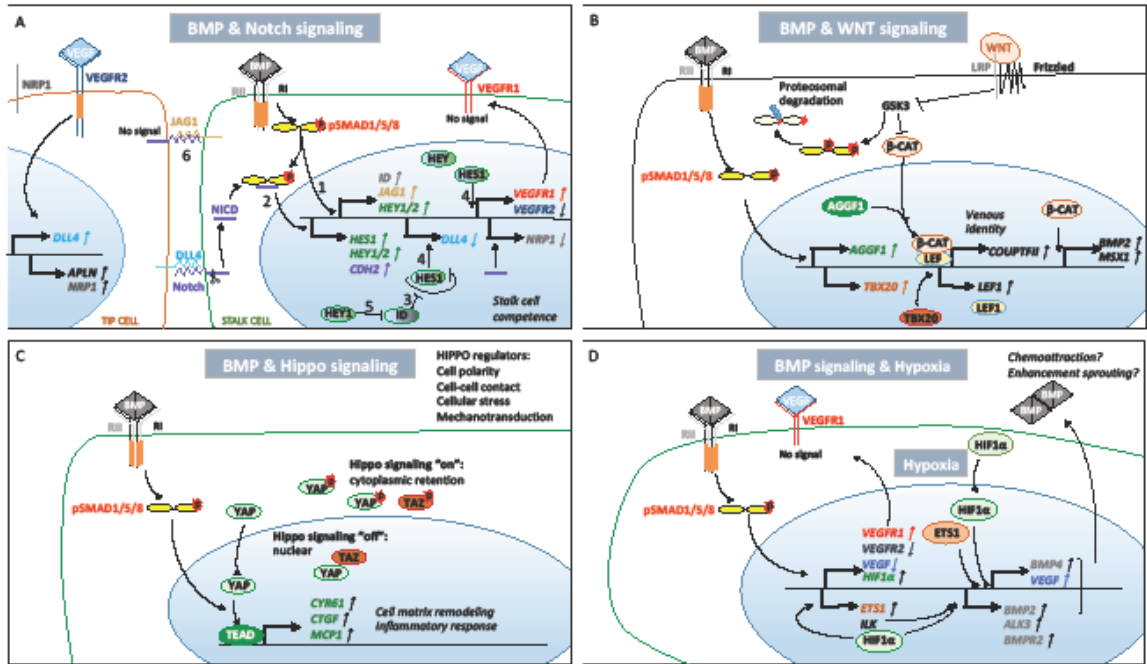 A
BMP & Notch signaling
VEGF
VEGFR2
NRP1
BMP
RII
RI
VEGF
VEGFR1
No signal
JAG1
No signal
6
pSMAD1/5/8
P
NICD
2
P
1
ID ↑
JAG1 ↑
HEY1/2 ↑
HEY
HES1
4
VEGFR1 ↑
VEGFR2 ↓
DLL4 ↑
APLN ↑
NRP1 ↑
DLL4
Notch
HES1 ↑
HEY1/2 ↑
CDH2 ↑
DLL4 ↓
NRP1 ↓
4
HES1
3
HEY1
5
ID
Stalk cell
competence
TIP CELL
STALK CELL
B
BMP & WNT signaling
BMP
RII
RI
WNT
LRP
Frizzled
Proteosomal
degradation
GSK3
P
P
β-CAT
pSMAD1/5/8
P
AGGF1
β-CAT
Venous
identity
β-CAT
LEF
AGGF1 ↑
COUPTFII ↑
BMP2 ↑
MSX1 ↑
TBX20 ↑
LEF1 ↑
TBX20
LEF1
C
BMP & Hippo signaling
HIPPO regulators:
Cell polarity
Cell-cell contact
Cellular stress
Mechanotransduction
BMP
RII
RI
Hippo signaling "on":
cytoplasmic retention
YAP
P
YAP
P
TAZ
P
pSMAD1/5/8
P
YAP
Hippo signaling "off":
nuclear
TAZ
YAP
YAP
TEAD
CYR61 ↑
CTGF ↑
MCP1 ↑
Cell matrix remodeling
inflammatory response
D
BMP signaling & Hypoxia
Chemoattraction?
Enhancement sprouting?
BMP
BMP
BMP
RII
RI
VEGF
VEGFR1
No signal
HIF1α
Hypoxia
pSMAD1/5/8
P
HIF1α
ETS1
VEGFR1 ↑
VEGFR2 ↓
VEGF ↓
HIF1α ↑
BMP4 ↑
VEGF ↑
ETS1 ↑
ILK
HIF1α
BMP2 ↑
ALK3 ↑
BMPR2 ↑